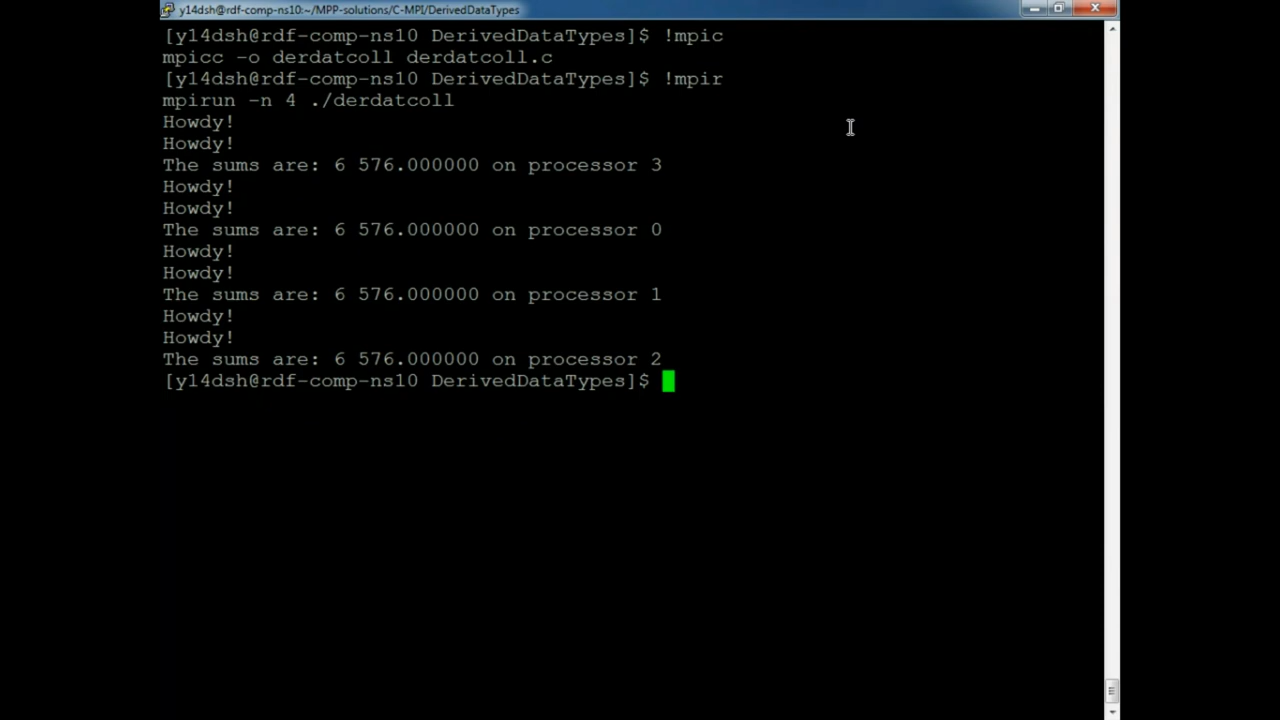 y14dsh@rdf-comp-ns10:~/MPP-solutions/C-MPI/DerivedDataTypes
[y14dsh@rdf-comp-ns10 DerivedDataTypes]$ !mpic
mpicc -o derdatcoll derdatcoll.c
[y14dsh@rdf-comp-ns10 DerivedDataTypes]$ !mpir
mpirun -n 4 ./derdatcoll
Howdy!
Howdy!
The sums are: 6 576.000000 on processor 3
Howdy!
Howdy!
The sums are: 6 576.000000 on processor 0
Howdy!
Howdy!
The sums are: 6 576.000000 on processor 1
Howdy!
Howdy!
The sums are: 6 576.000000 on processor 2
[y14dsh@rdf-comp-ns10 DerivedDataTypes]$